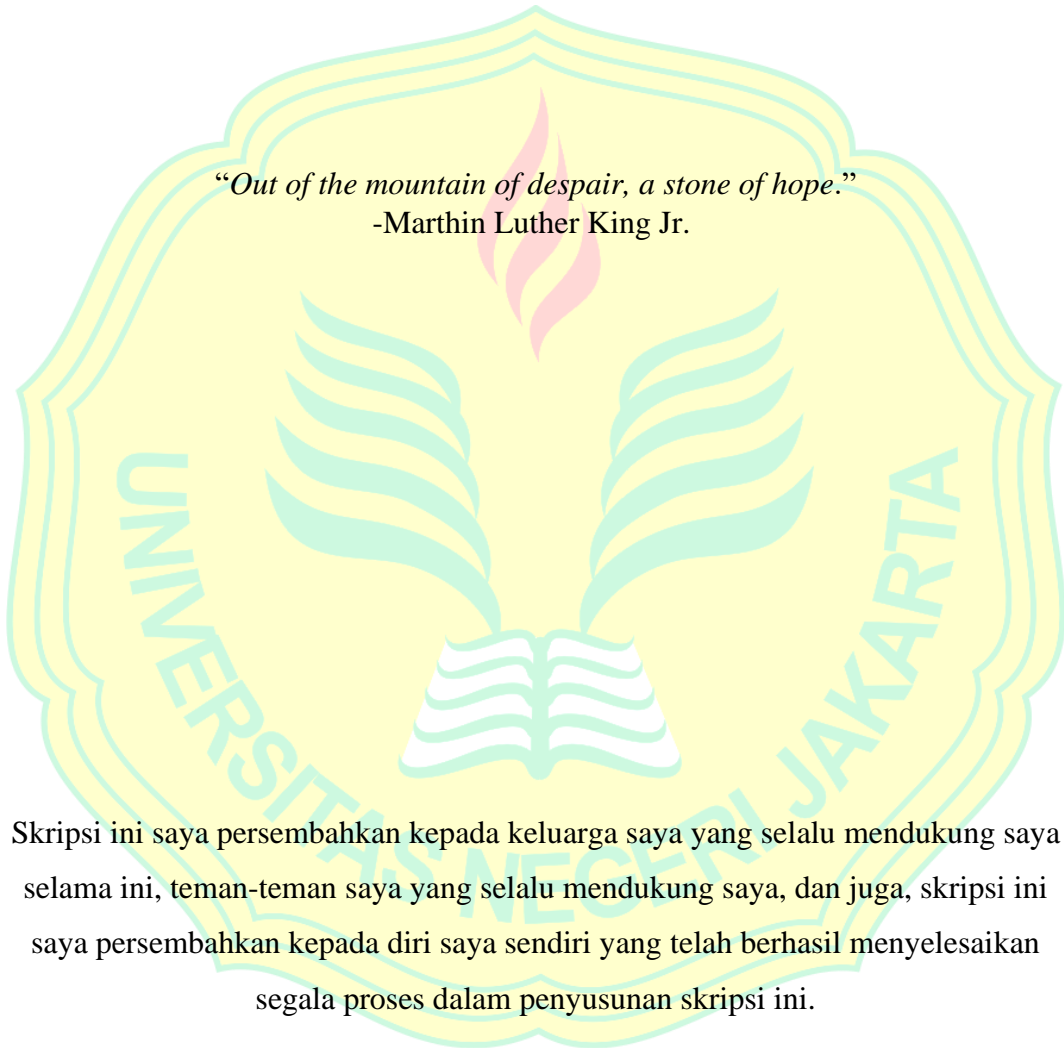 “Out of the mountain of despair, a stone of hope.”
-Marthin Luther King Jr.
UNIVERSITAS NEGERI JAKARTA
Skripsi ini saya persembahkan kepada keluarga saya yang selalu mendukung saya
selama ini, teman-teman saya yang selalu mendukung saya, dan juga, skripsi ini
saya persembahkan kepada diri saya sendiri yang telah berhasil menyelesaikan
segala proses dalam penyusunan skripsi ini.